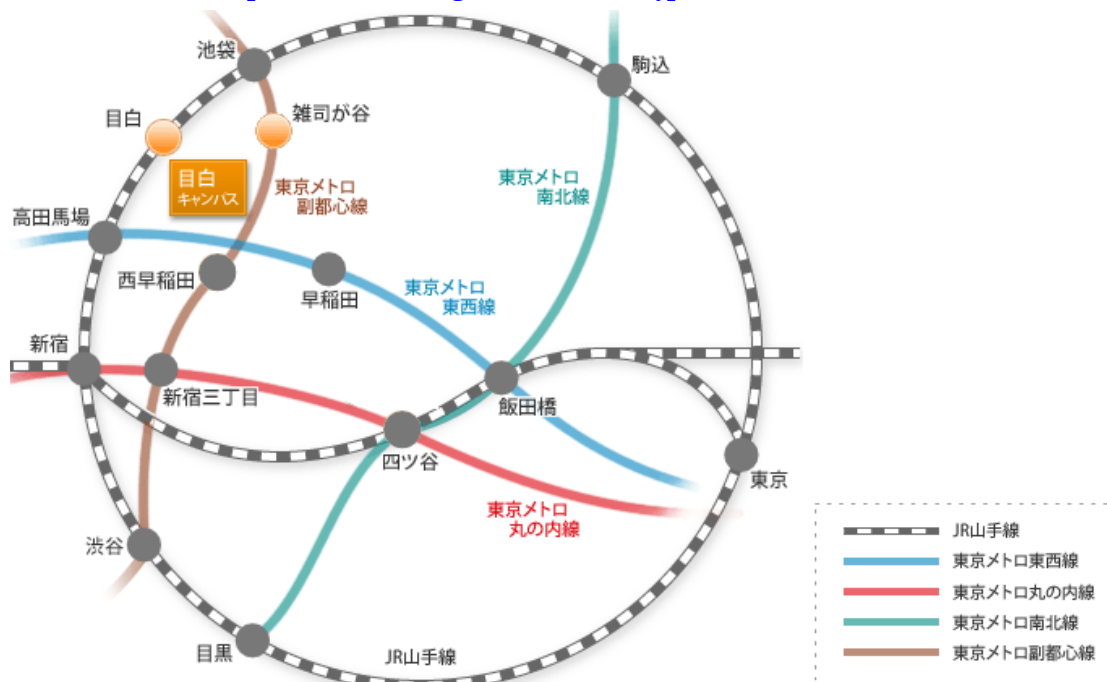 池袋
駒込
目白
雑司が谷
目白
キャンパス
東京メトロ
副都心線
東京メトロ
南北線
高田馬場
西早稲田
早稲田
東京メトロ
東西線
新宿
新宿三丁目
飯田橋
四ツ谷
東京
東京メトロ
丸の内線
渋谷
目黒
JR山手線
JR山手線
東京メトロ東西線
東京メトロ丸の内線
東京メトロ南北線
東京メトロ副都心線